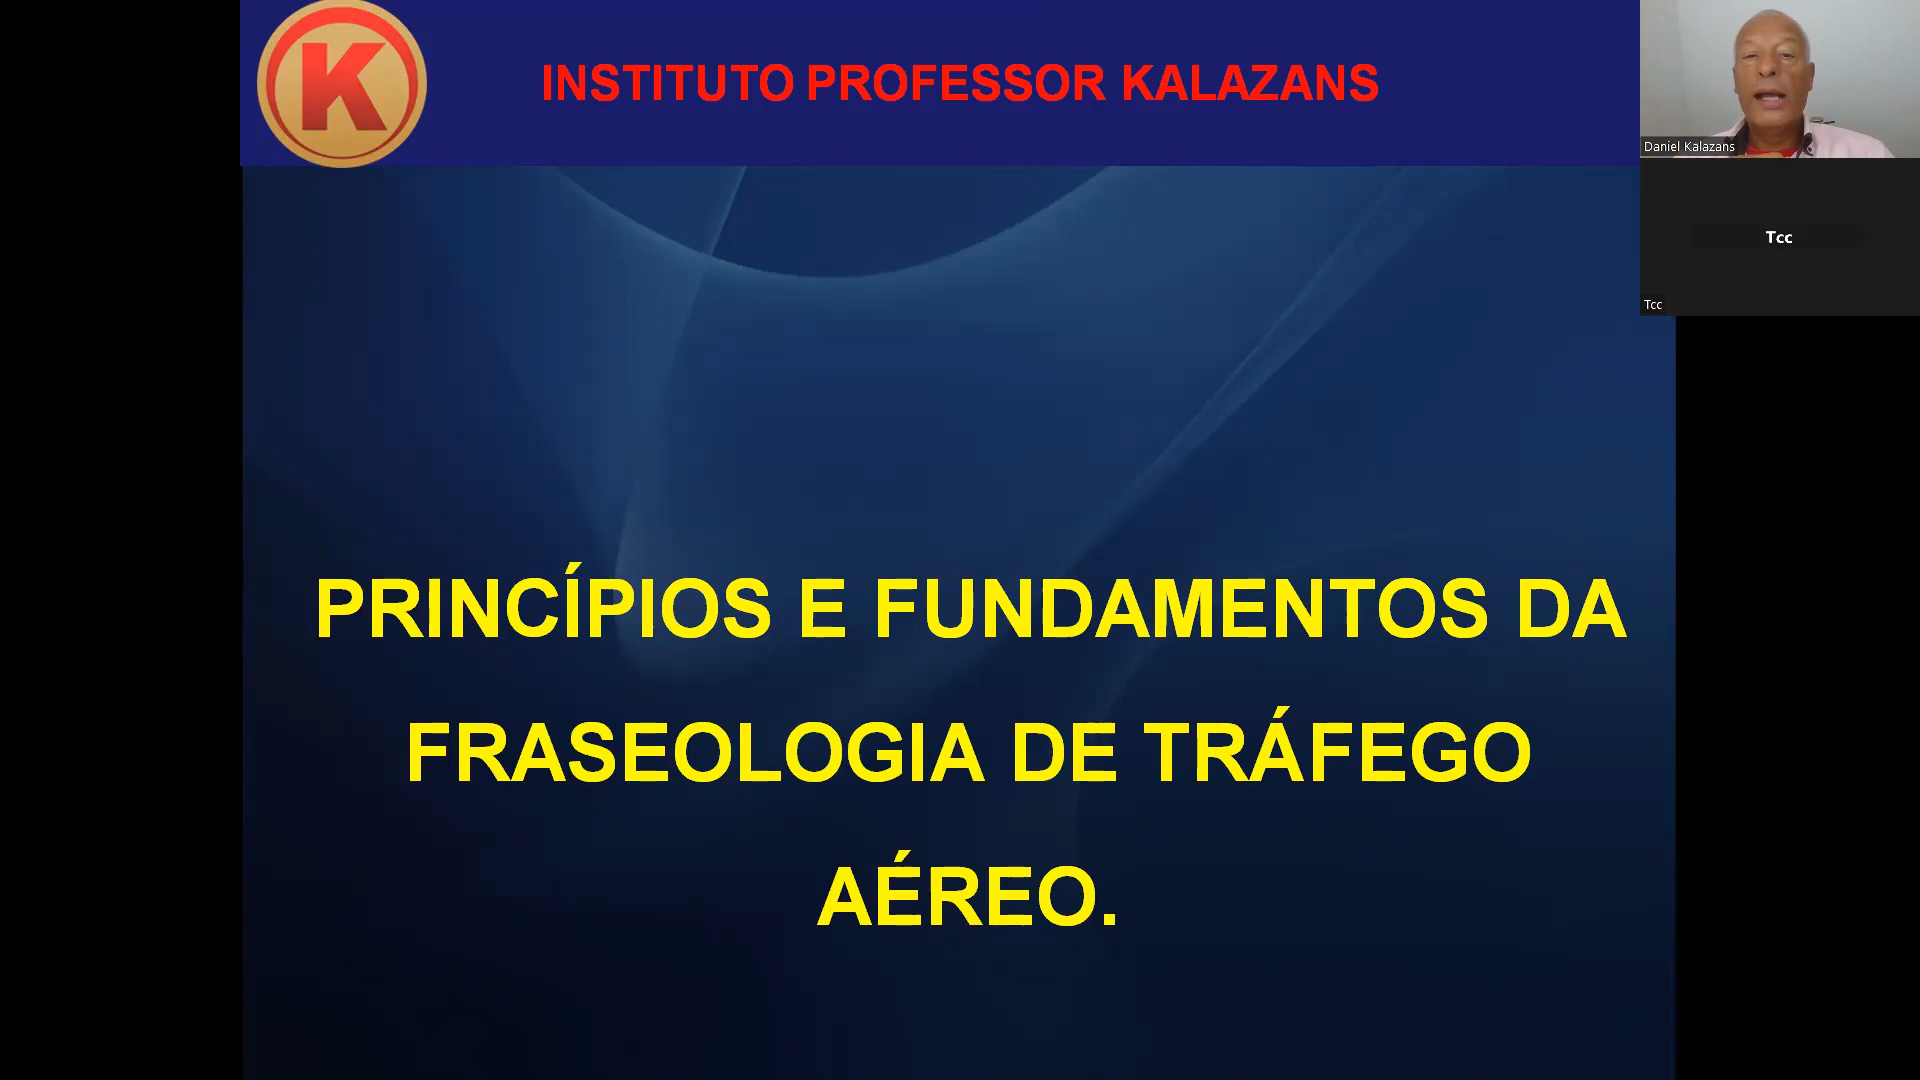 K
INSTITUTO PROFESSOR KALAZANS
Daniel Kalazans
Tcc
Tcc
PRINCÍPIOS E FUNDAMENTOS DA
FRASEOLOGIA DE TRÁFEGO
AÉREO.